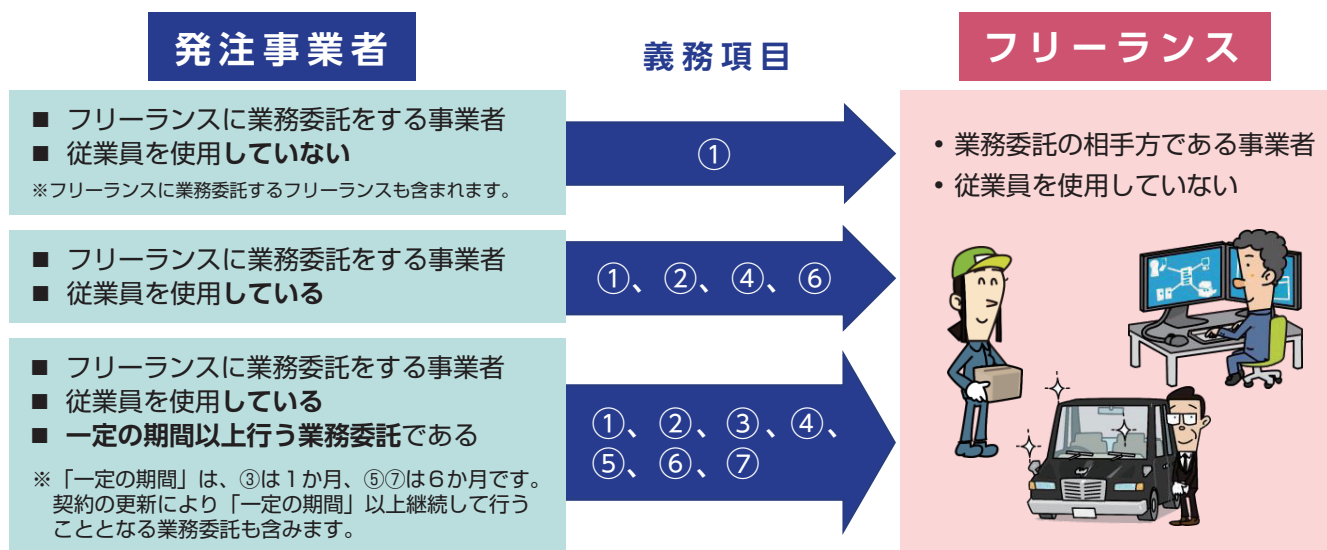 発注事業者
義務項目
フリーランス
■ フリーランスに業務委託をする事業者
■ 従業員を使用していない
※フリーランスに業務委託するフリーランスも含まれます。
①
■ フリーランスに業務委託をする事業者
■ 従業員を使用している
①、②、④、⑥
■ フリーランスに業務委託をする事業者
■ 従業員を使用している
■ 一定の期間以上行う業務委託である
※「一定の期間」は、③は1か月、⑤⑦は6か月です。
契約の更新により「一定の期間」以上継続して行う
こととなる業務委託も含みます。
①、②、③、④、
⑤、⑥、⑦
• 業務委託の相手方である事業者
• 従業員を使用していない